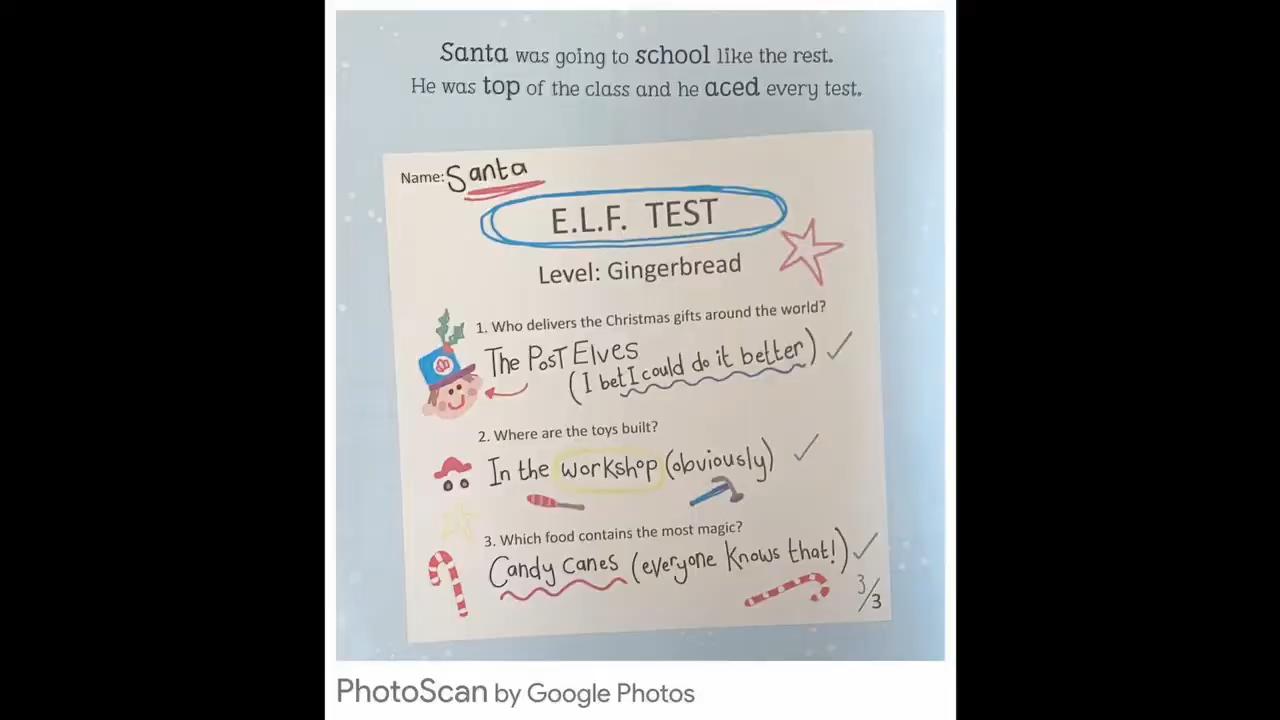 Santa was going to school like the rest.
He was top of the class and he aced every test.
Name: Santa
E.L.F. TEST
Level: Gingerbread
1. Who delivers the Christmas gifts around the world?
The Post Elves
(I bet I could do it better)
2. Where are the toys built?
In the workshop (obviously)
3. Which food contains the most magic?
Candy canes (everyone knows that!)
3/3
PhotoScan by Google Photos